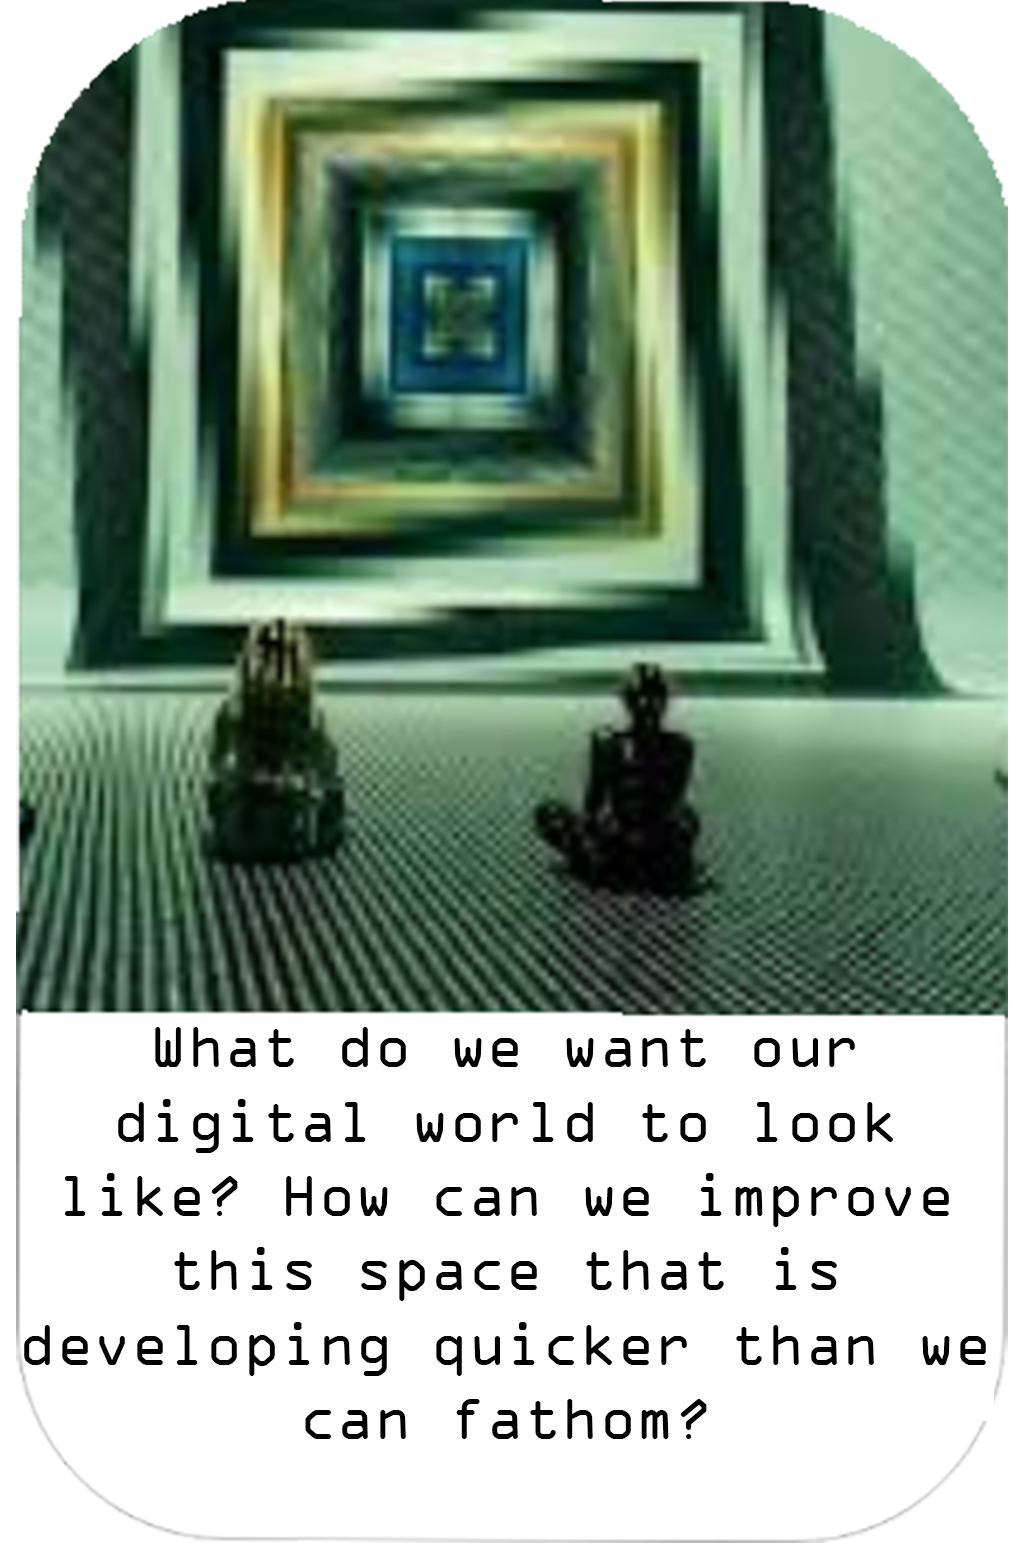 What do we want our
digital world to look
like? How can we improve
this space that is
developing quicker than we
can fathom?